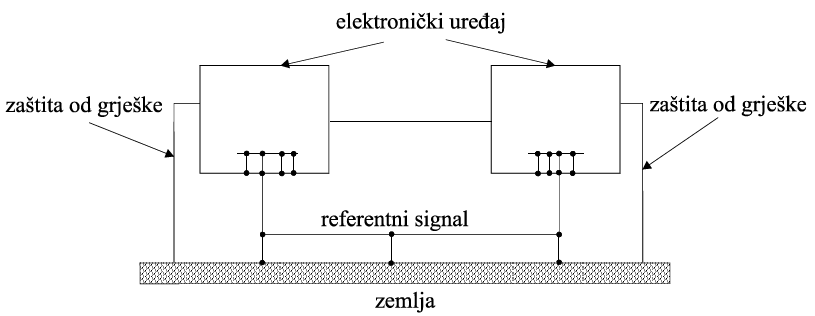 elektronički uređaj
zaštita od grješke
zaštita od grješke
referentni signal
zemlja